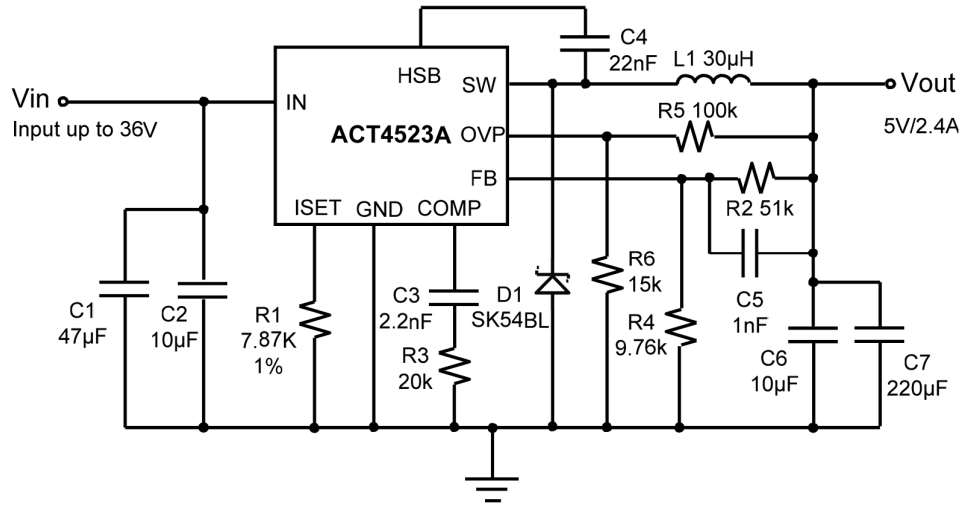 C4
22nF
L1 30µH
HSB
SW
Vin
IN
Vout
Input up to 36V
R5 100k
5V/2.4A
ACT4523A
OVP
FB
R2 51k
ISET
GND
COMP
R6
15k
C1
47µF
C2
10µF
R1
7.87K
1%
C3
2.2nF
D1
SK54BL
R3
20k
R4
9.76k
C5
1nF
C6
10µF
C7
220µF